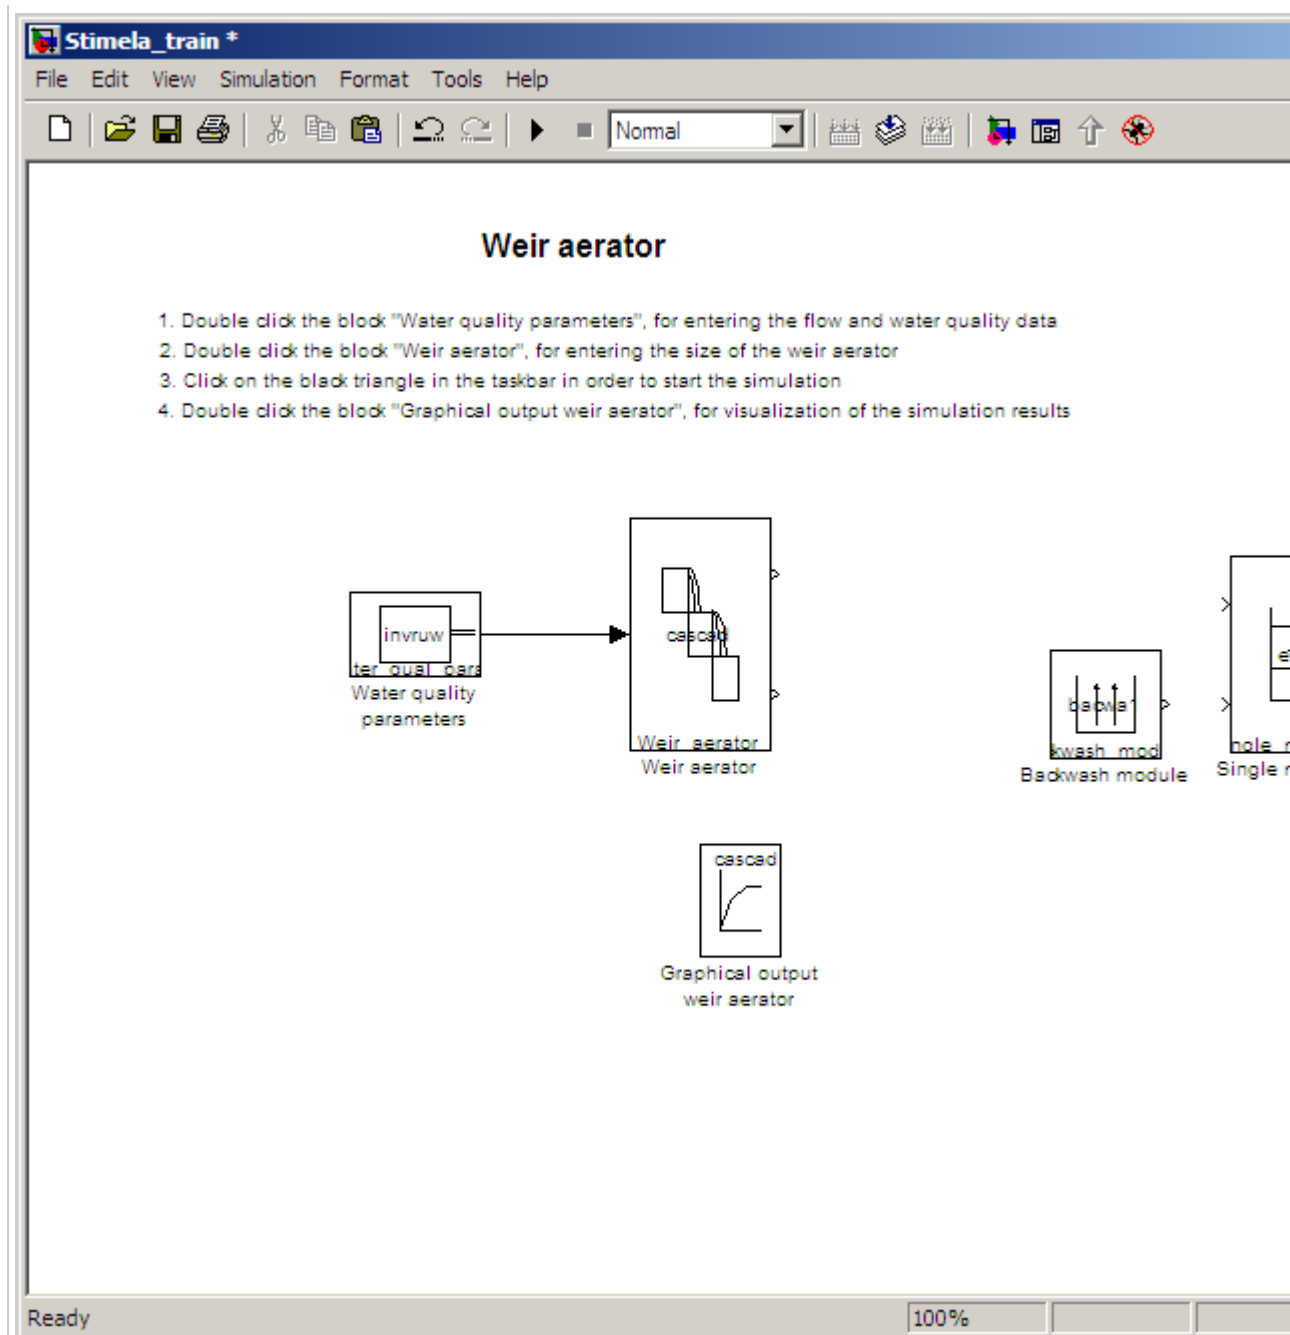 Stimela_train *
File Edit View Simulation Format Tools Help
Normal
Weir aerator
1. Double click the block "Water quality parameters", for entering the flow and water quality data
2. Double click the block "Weir aerator", for entering the size of the weir aerator
3. Click on the black triangle in the taskbar in order to start the simulation
4. Double click the block "Graphical output weir aerator", for visualization of the simulation results
invruw
ter_qual_para
Water quality
parameters
cascad
Weir_aerator
Weir aerator
kwash_mod
Backwash module
Single
cascad
Graphical output
weir aerator
Ready
100%